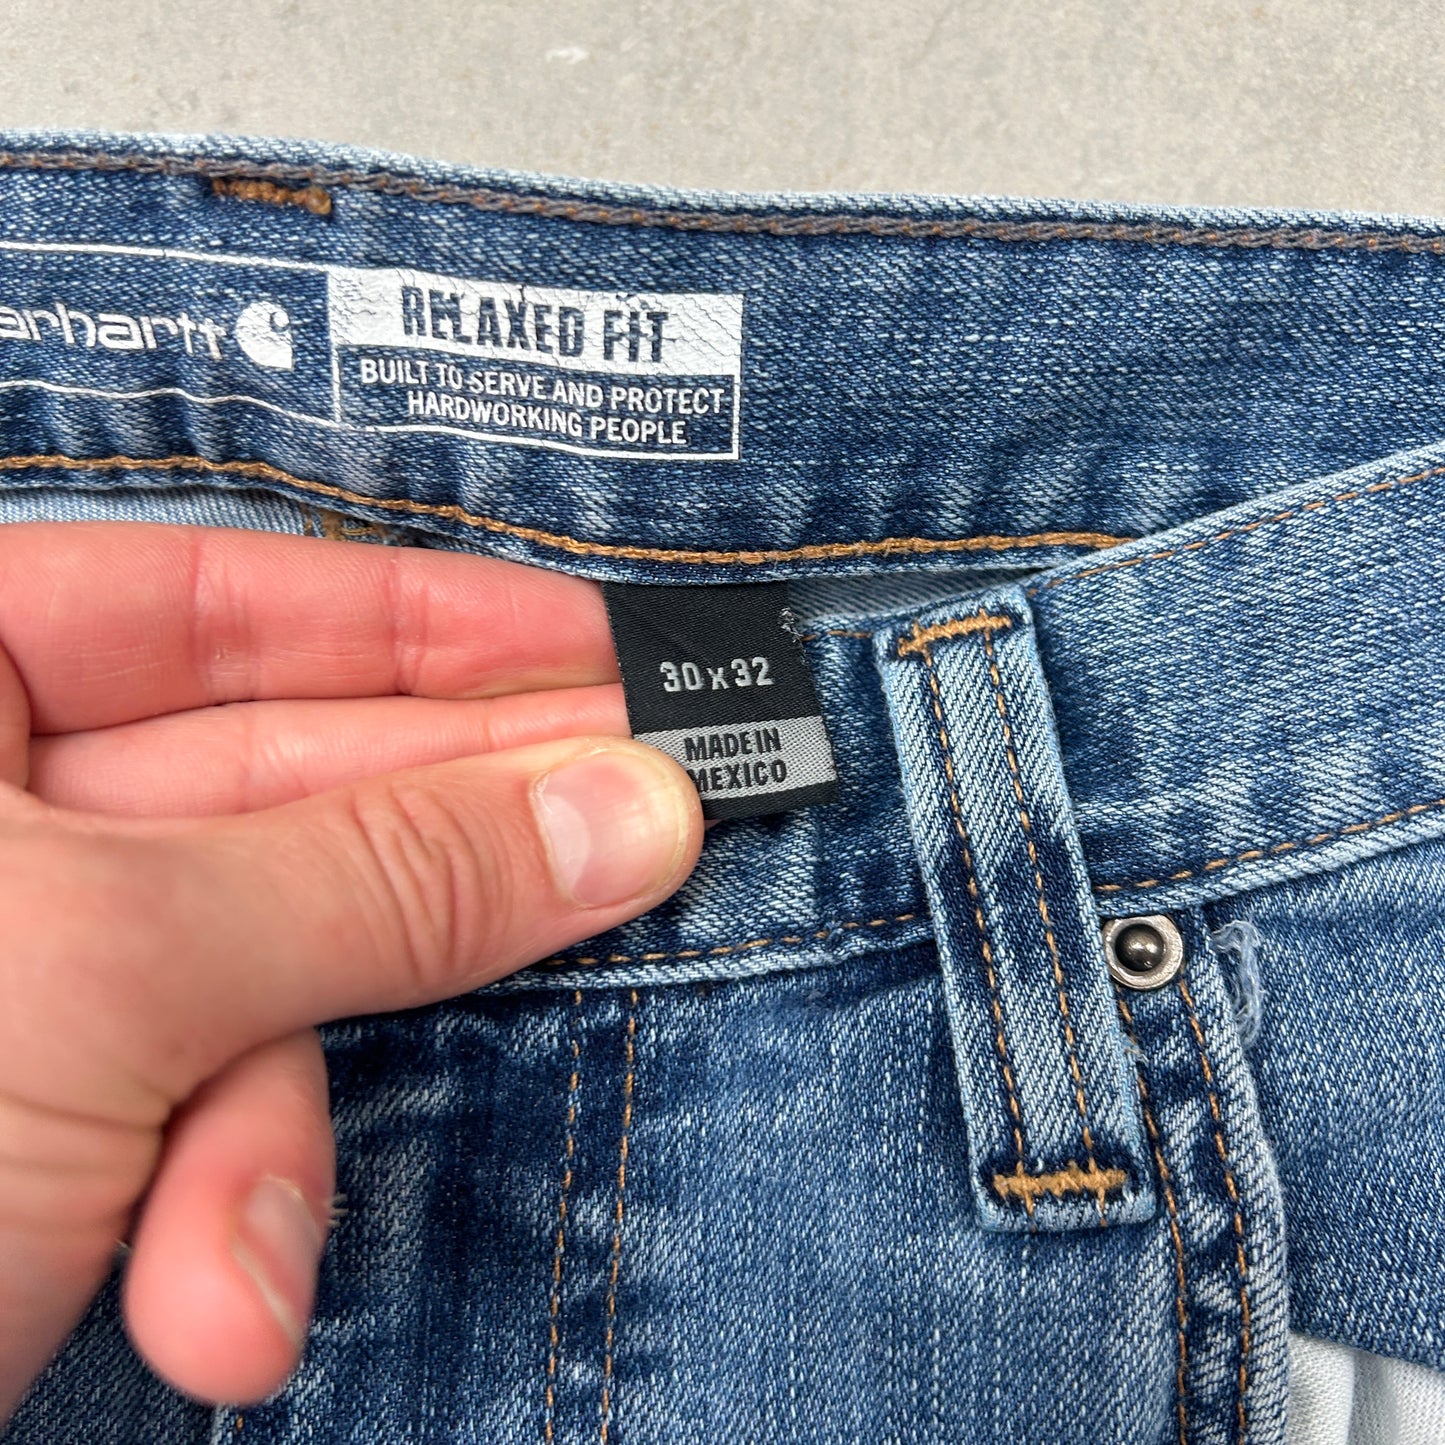 arhartt
RELAXED FIT
BUILT TO SERVE AND PROTECT
HARDWORKING PEOPLE
30 x 32
MADE IN
MEXICO